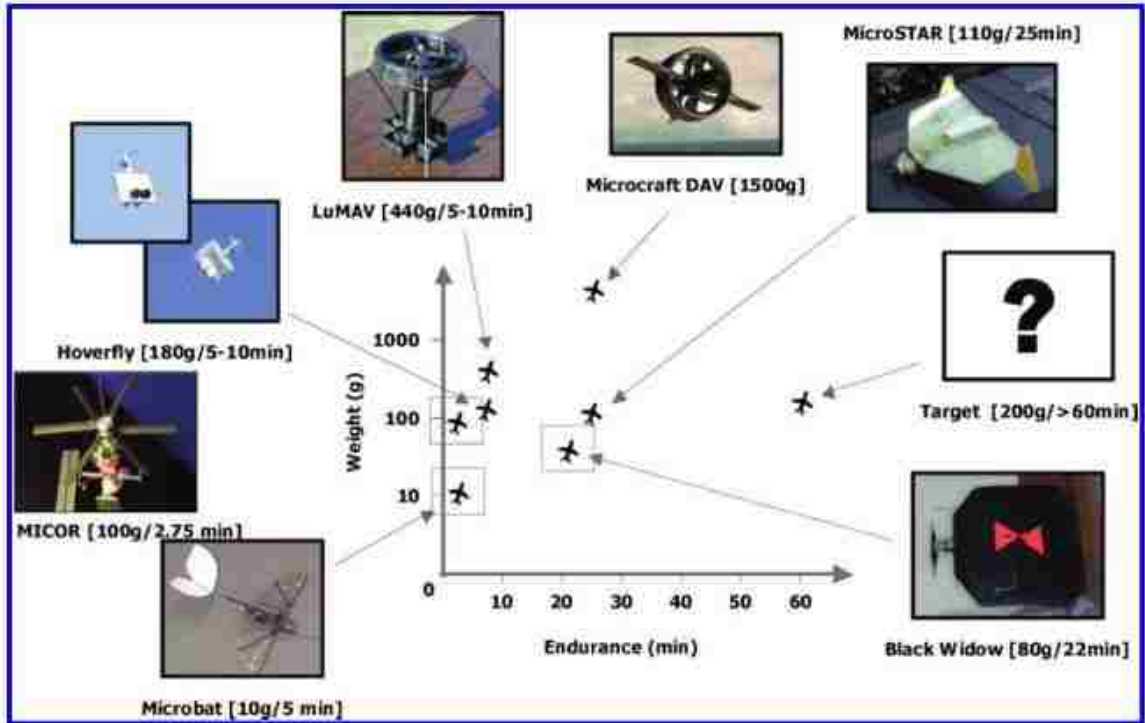 MicroSTAR [110g/25min]
Microcraft DAV [1500g]
LuMAV [440g/5-10min]
Hoverfly [180g/5-10min]
?
Target [200g/>60min]
MICOR [100g/2.75 min]
Microbat [10g/5 min]
Black Widow [80g/22min]
Weight (g)
1000
100
10
0
10 20 30 40 50 60
Endurance (min)